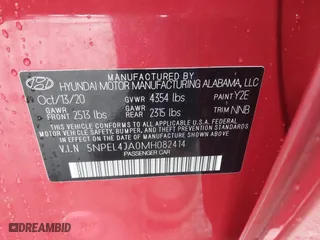 MANUFACTURED BY
HYUNDAI MOTOR MANUFACTURING ALABAMA, LLC
Oct/13/20 GVWR 4354 lbs PAINT Y2E
GAWR FRONT 2513 lbs GAWR REAR 2315 lbs TRIM NNB
THIS VEHICLE CONFORMS TO ALL APPLICABLE U.S. FEDERAL MOTOR
VEHICLE SAFETY, BUMPER, AND THEFT PREVENTION STANDARDS
IN EFFECT ON THE DATE OF MANUFACTURE SHOWN ABOVE.
V.I.N 5NPEL4JA0MH082414
PASSENGER CAR
DREAMBID